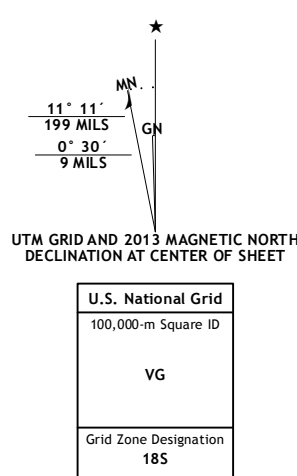 MN
GN
11° 11´
199 MILS
0° 30´
9 MILS
UTM GRID AND 2013 MAGNETIC NORTH
DECLINATION AT CENTER OF SHEET
U.S. National Grid
100,000-m Square ID
VG
Grid Zone Designation
18S